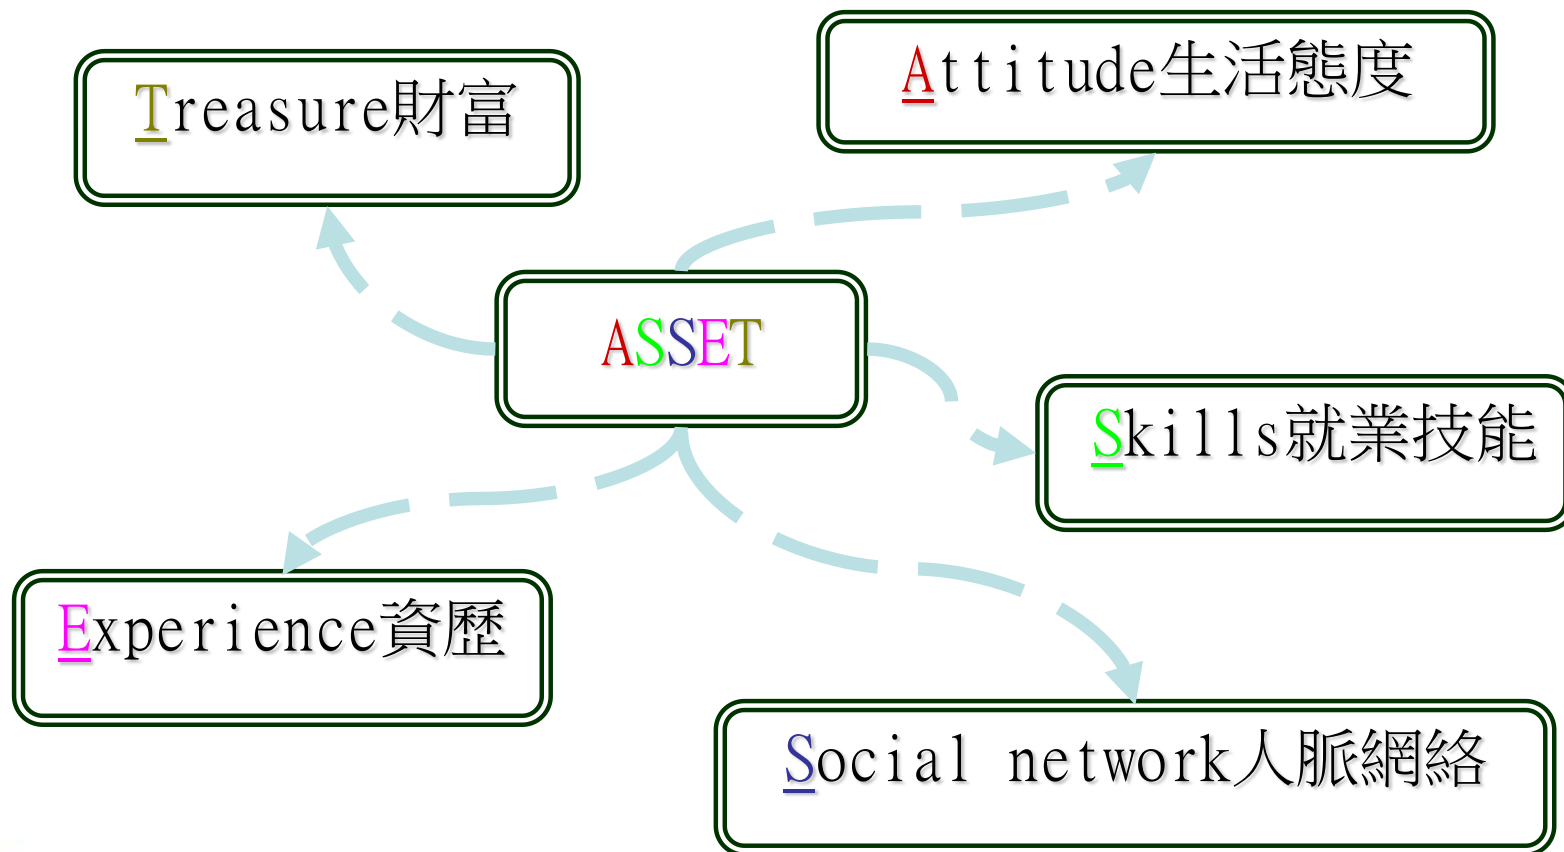 Attitude生活態度
Treasure財富
ASSET
Skills就業技能
Experience資歷
Social network人脈網絡